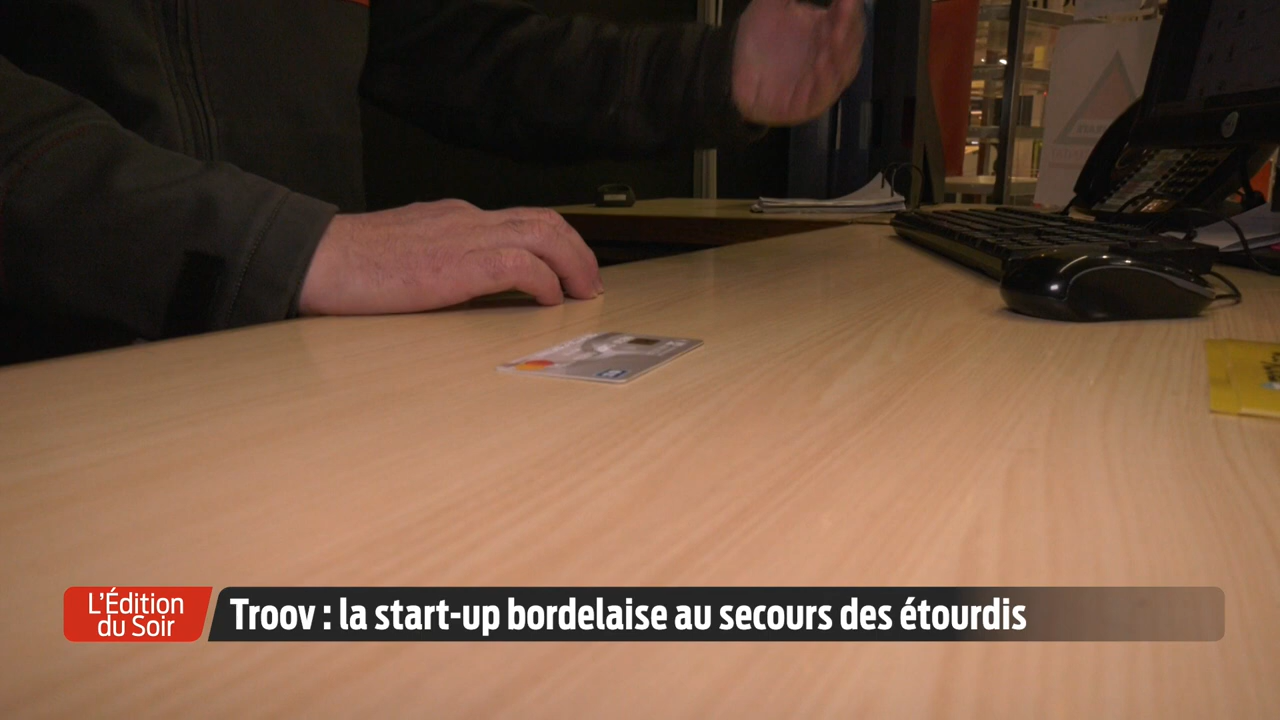 L'Édition
du Soir
Troov : la start-up bordelaise au secours des étourdis